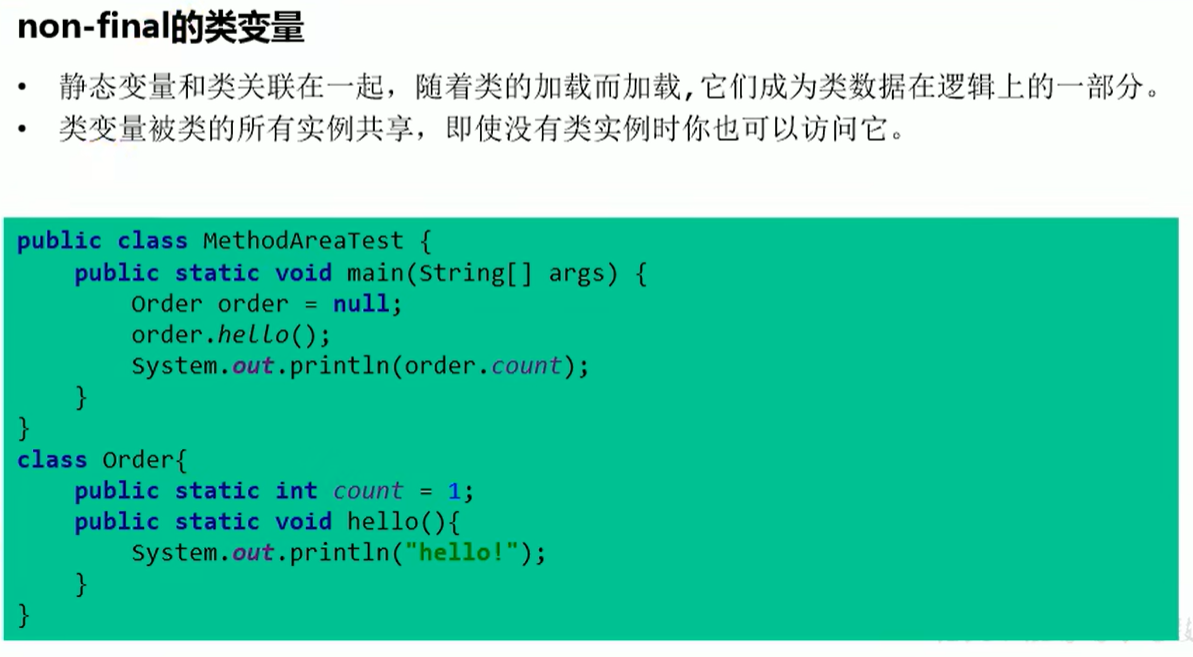 non-final的类变量
• 静态变量和类关联在一起，随着类的加载而加载,它们成为类数据在逻辑上的一部分。
• 类变量被类的所有实例共享，即使没有类实例时你也可以访问它。
public class MethodAreaTest {
    public static void main(String[] args) {
        Order order = null;
        order.hello();
        System.out.println(order.count);
    }
}
class Order{
    public static int count = 1;
    public static void hello(){
        System.out.println("hello!");
    }
}